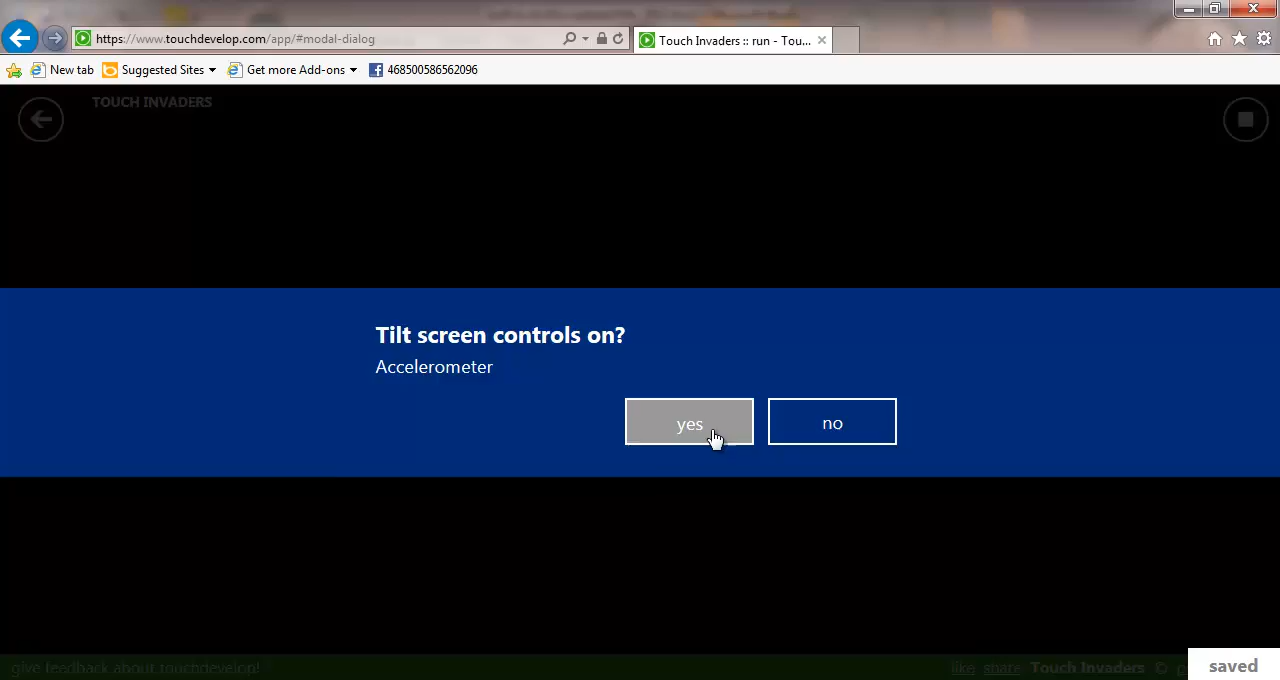 https://www.touchdevelop.com/app/#modal-dialog
Touch Invaders :: run - Tou...
New tab
Suggested Sites
Get more Add-ons
468500586562096
TOUCH INVADERS
Tilt screen controls on?
Accelerometer
yes
no
give feedback about touchdevelop!
like share Touch Invaders ©
saved